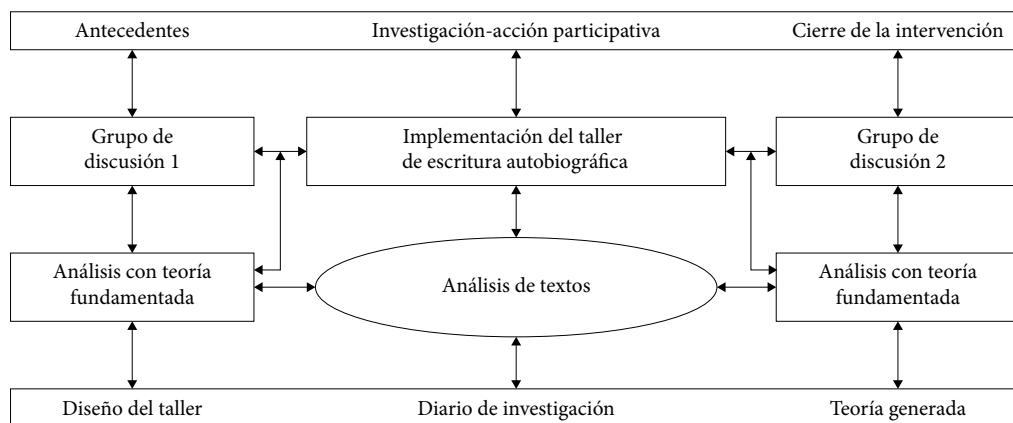 Antecedentes
Investigación-acción participativa
Cierre de la intervención
Grupo de
discusión 1
Implementación del taller
de escritura autobiográfica
Grupo de
discusión 2
Análisis con teoría
fundamentada
Análisis de textos
Análisis con teoría
fundamentada
Diseño del taller
Diario de investigación
Teoría generada